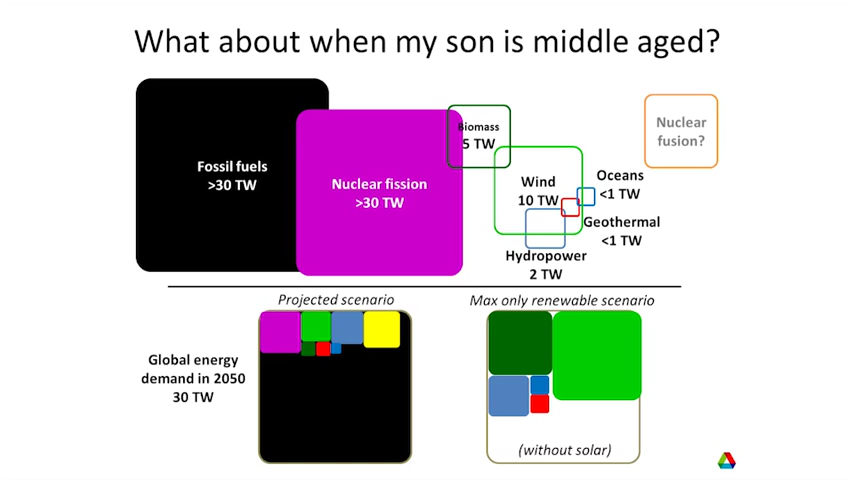 What about when my son is middle aged?
Fossil fuels
>30 TW
Nuclear fission
>30 TW
Biomass
5 TW
Wind
10 TW
Oceans
<1 TW
Geothermal
<1 TW
Hydropower
2 TW
Nuclear
fusion?
Projected scenario
Max only renewable scenario
Global energy
demand in 2050
30 TW
(without solar)